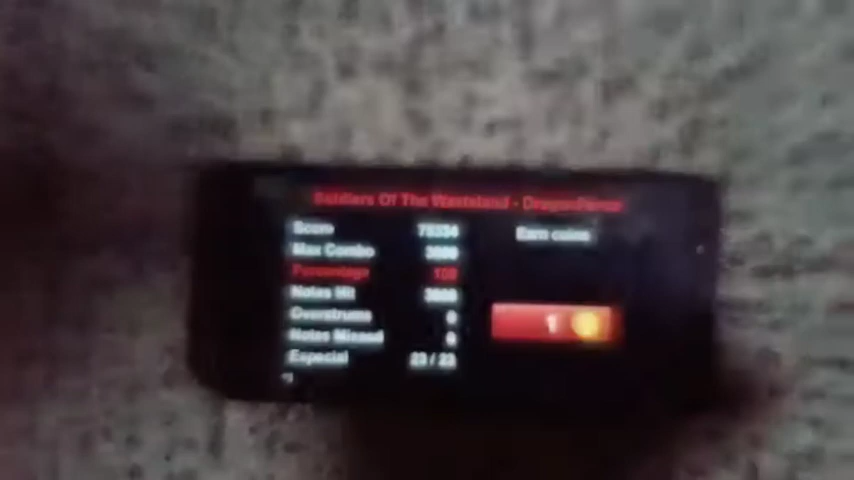 Soldiers Of The Wasteland - DragonForce
Score
Earn coins
Max Combo
Percentage 100
Notes Hit
1
Overstrums 0
Notes Missed 0
Especial 23 / 23